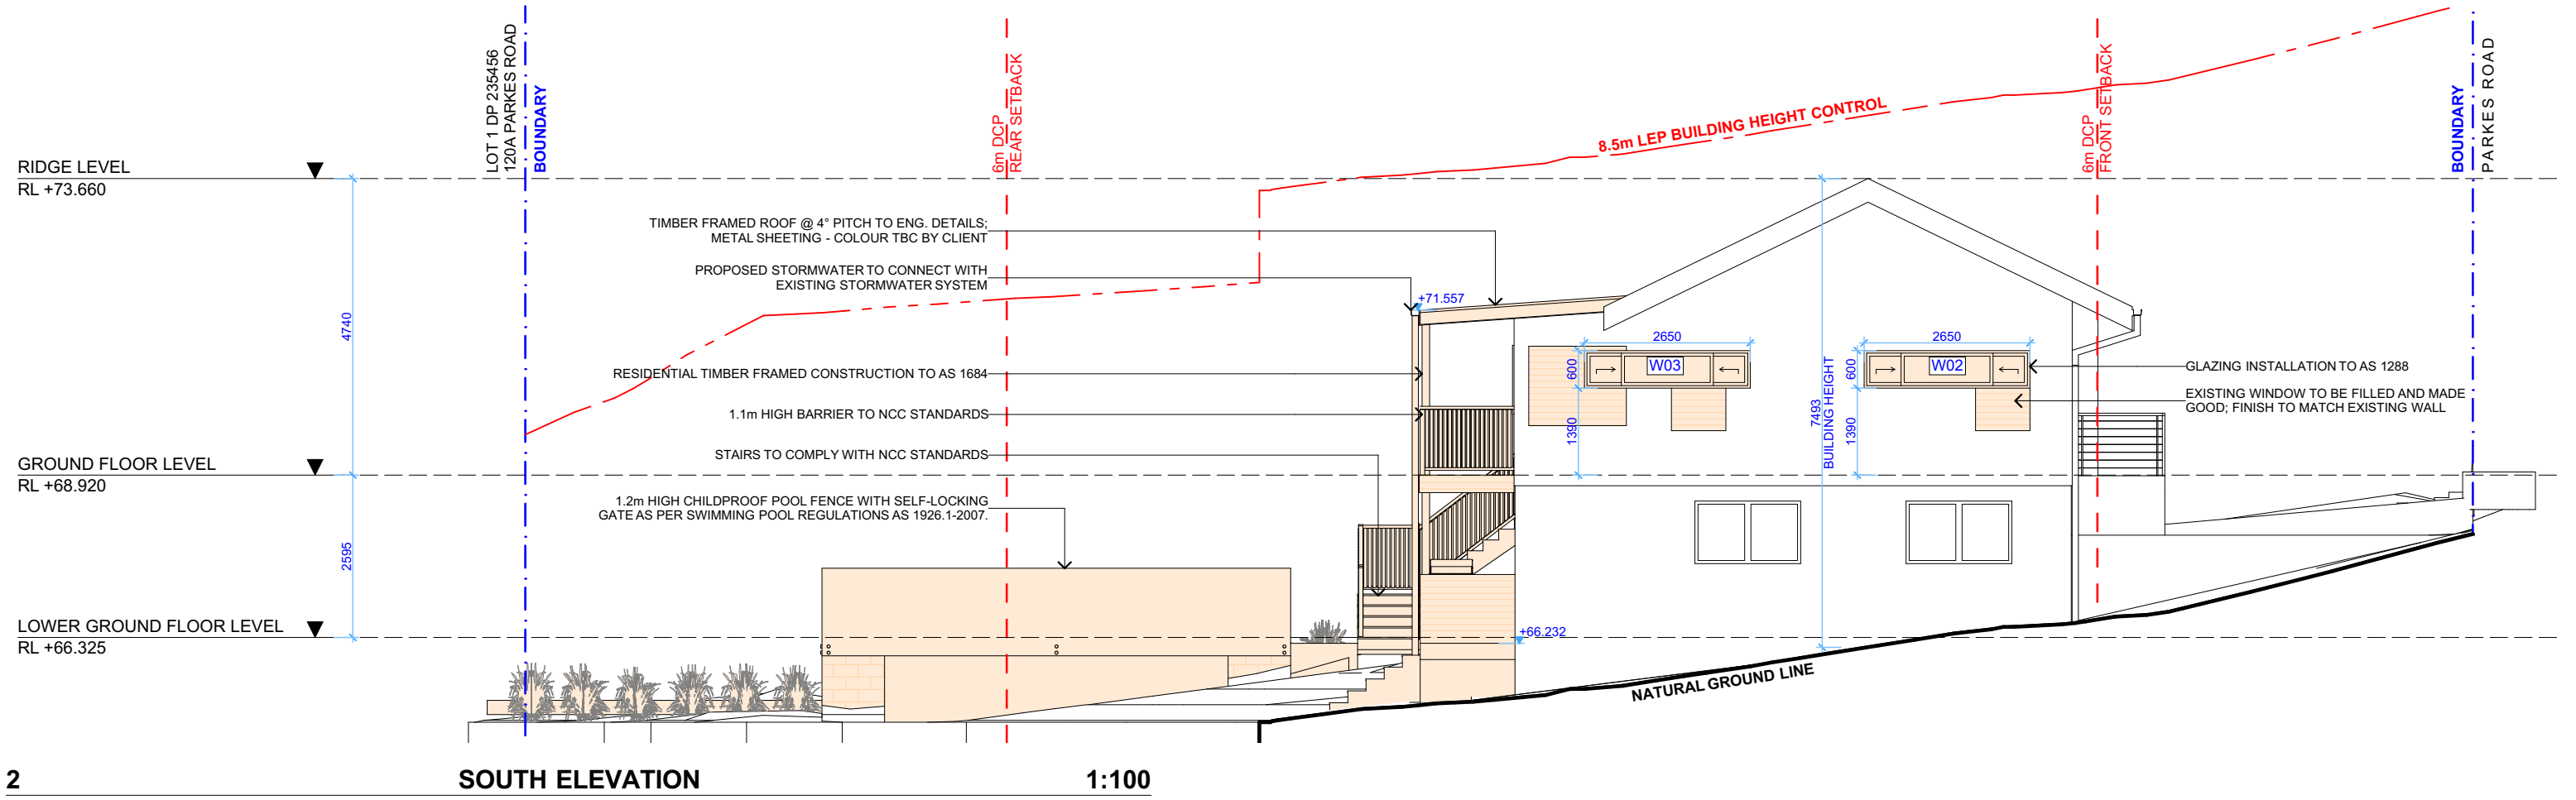 LOT 1 DP 235456
120A PARKES ROAD
BOUNDARY
6m DCP
REAR SETBACK
8.5m LEP BUILDING HEIGHT CONTROL
6m DCP
FRONT SETBACK
BOUNDARY
PARKES ROAD
RIDGE LEVEL
RL +73.660
4740
GROUND FLOOR LEVEL
RL +68.920
2595
LOWER GROUND FLOOR LEVEL
RL +66.325
TIMBER FRAMED ROOF @ 4° PITCH TO ENG. DETAILS;
METAL SHEETING - COLOUR TBC BY CLIENT
PROPOSED STORMWATER TO CONNECT WITH
EXISTING STORMWATER SYSTEM
RESIDENTIAL TIMBER FRAMED CONSTRUCTION TO AS 1684
1.1m HIGH BARRIER TO NCC STANDARDS
STAIRS TO COMPLY WITH NCC STANDARDS
1.2m HIGH CHILDPROOF POOL FENCE WITH SELF-LOCKING
GATE AS PER SWIMMING POOL REGULATIONS AS 1926.1-2007.
+71.557
2650
600
W03
1390
7493
BUILDING HEIGHT
2650
600
W02
1390
GLAZING INSTALLATION TO AS 1288
EXISTING WINDOW TO BE FILLED AND MADE
GOOD; FINISH TO MATCH EXISTING WALL
+66.232
NATURAL GROUND LINE
2 SOUTH ELEVATION 1:100